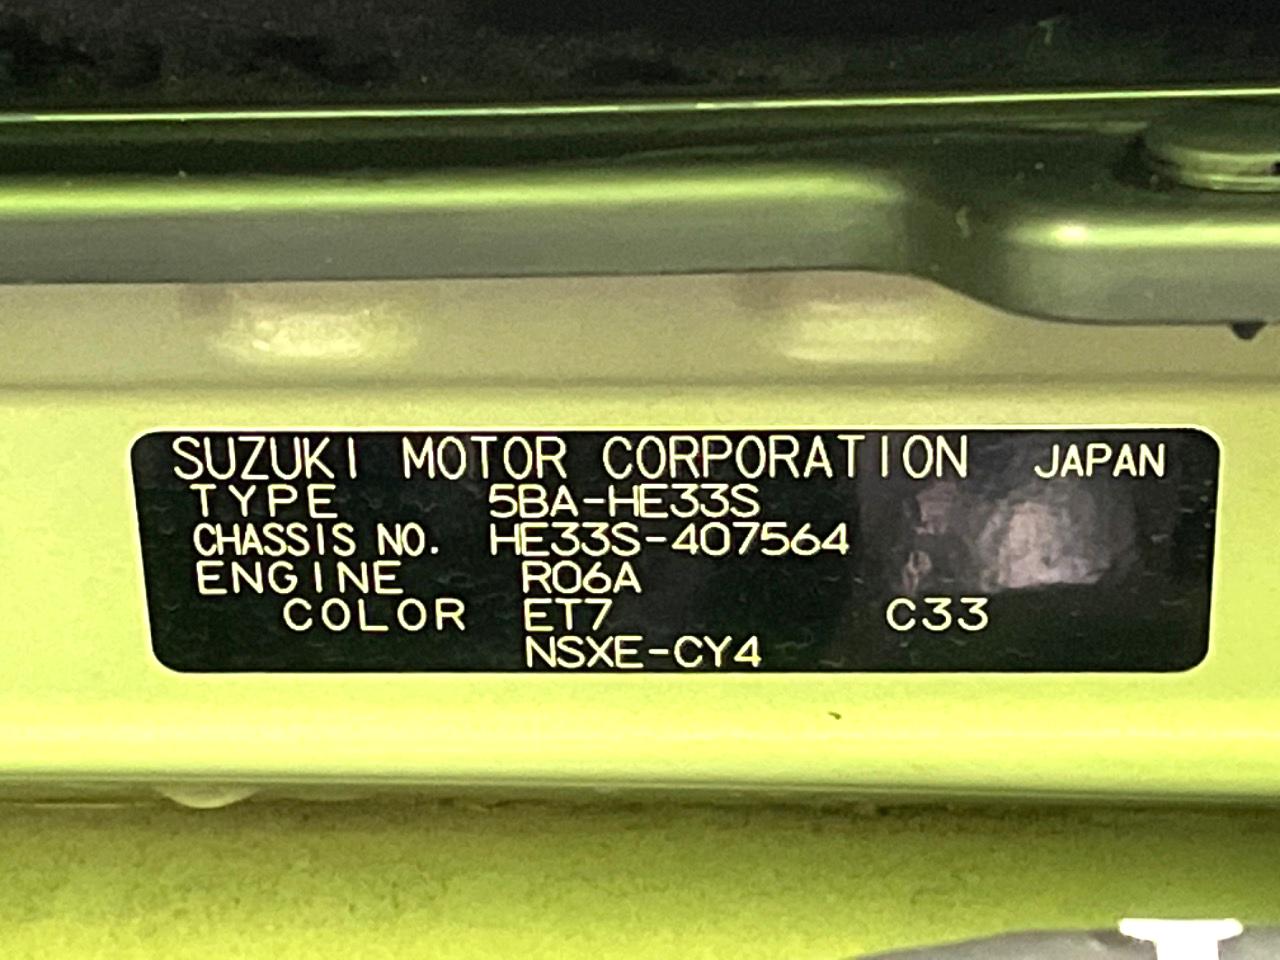 SUZUKI MOTOR CORPORATION JAPAN
TYPE 5BA-HE33S
CHASSIS NO. HE33S-407564
ENGINE R06A
COLOR ET7 C33
NSXE-CY4